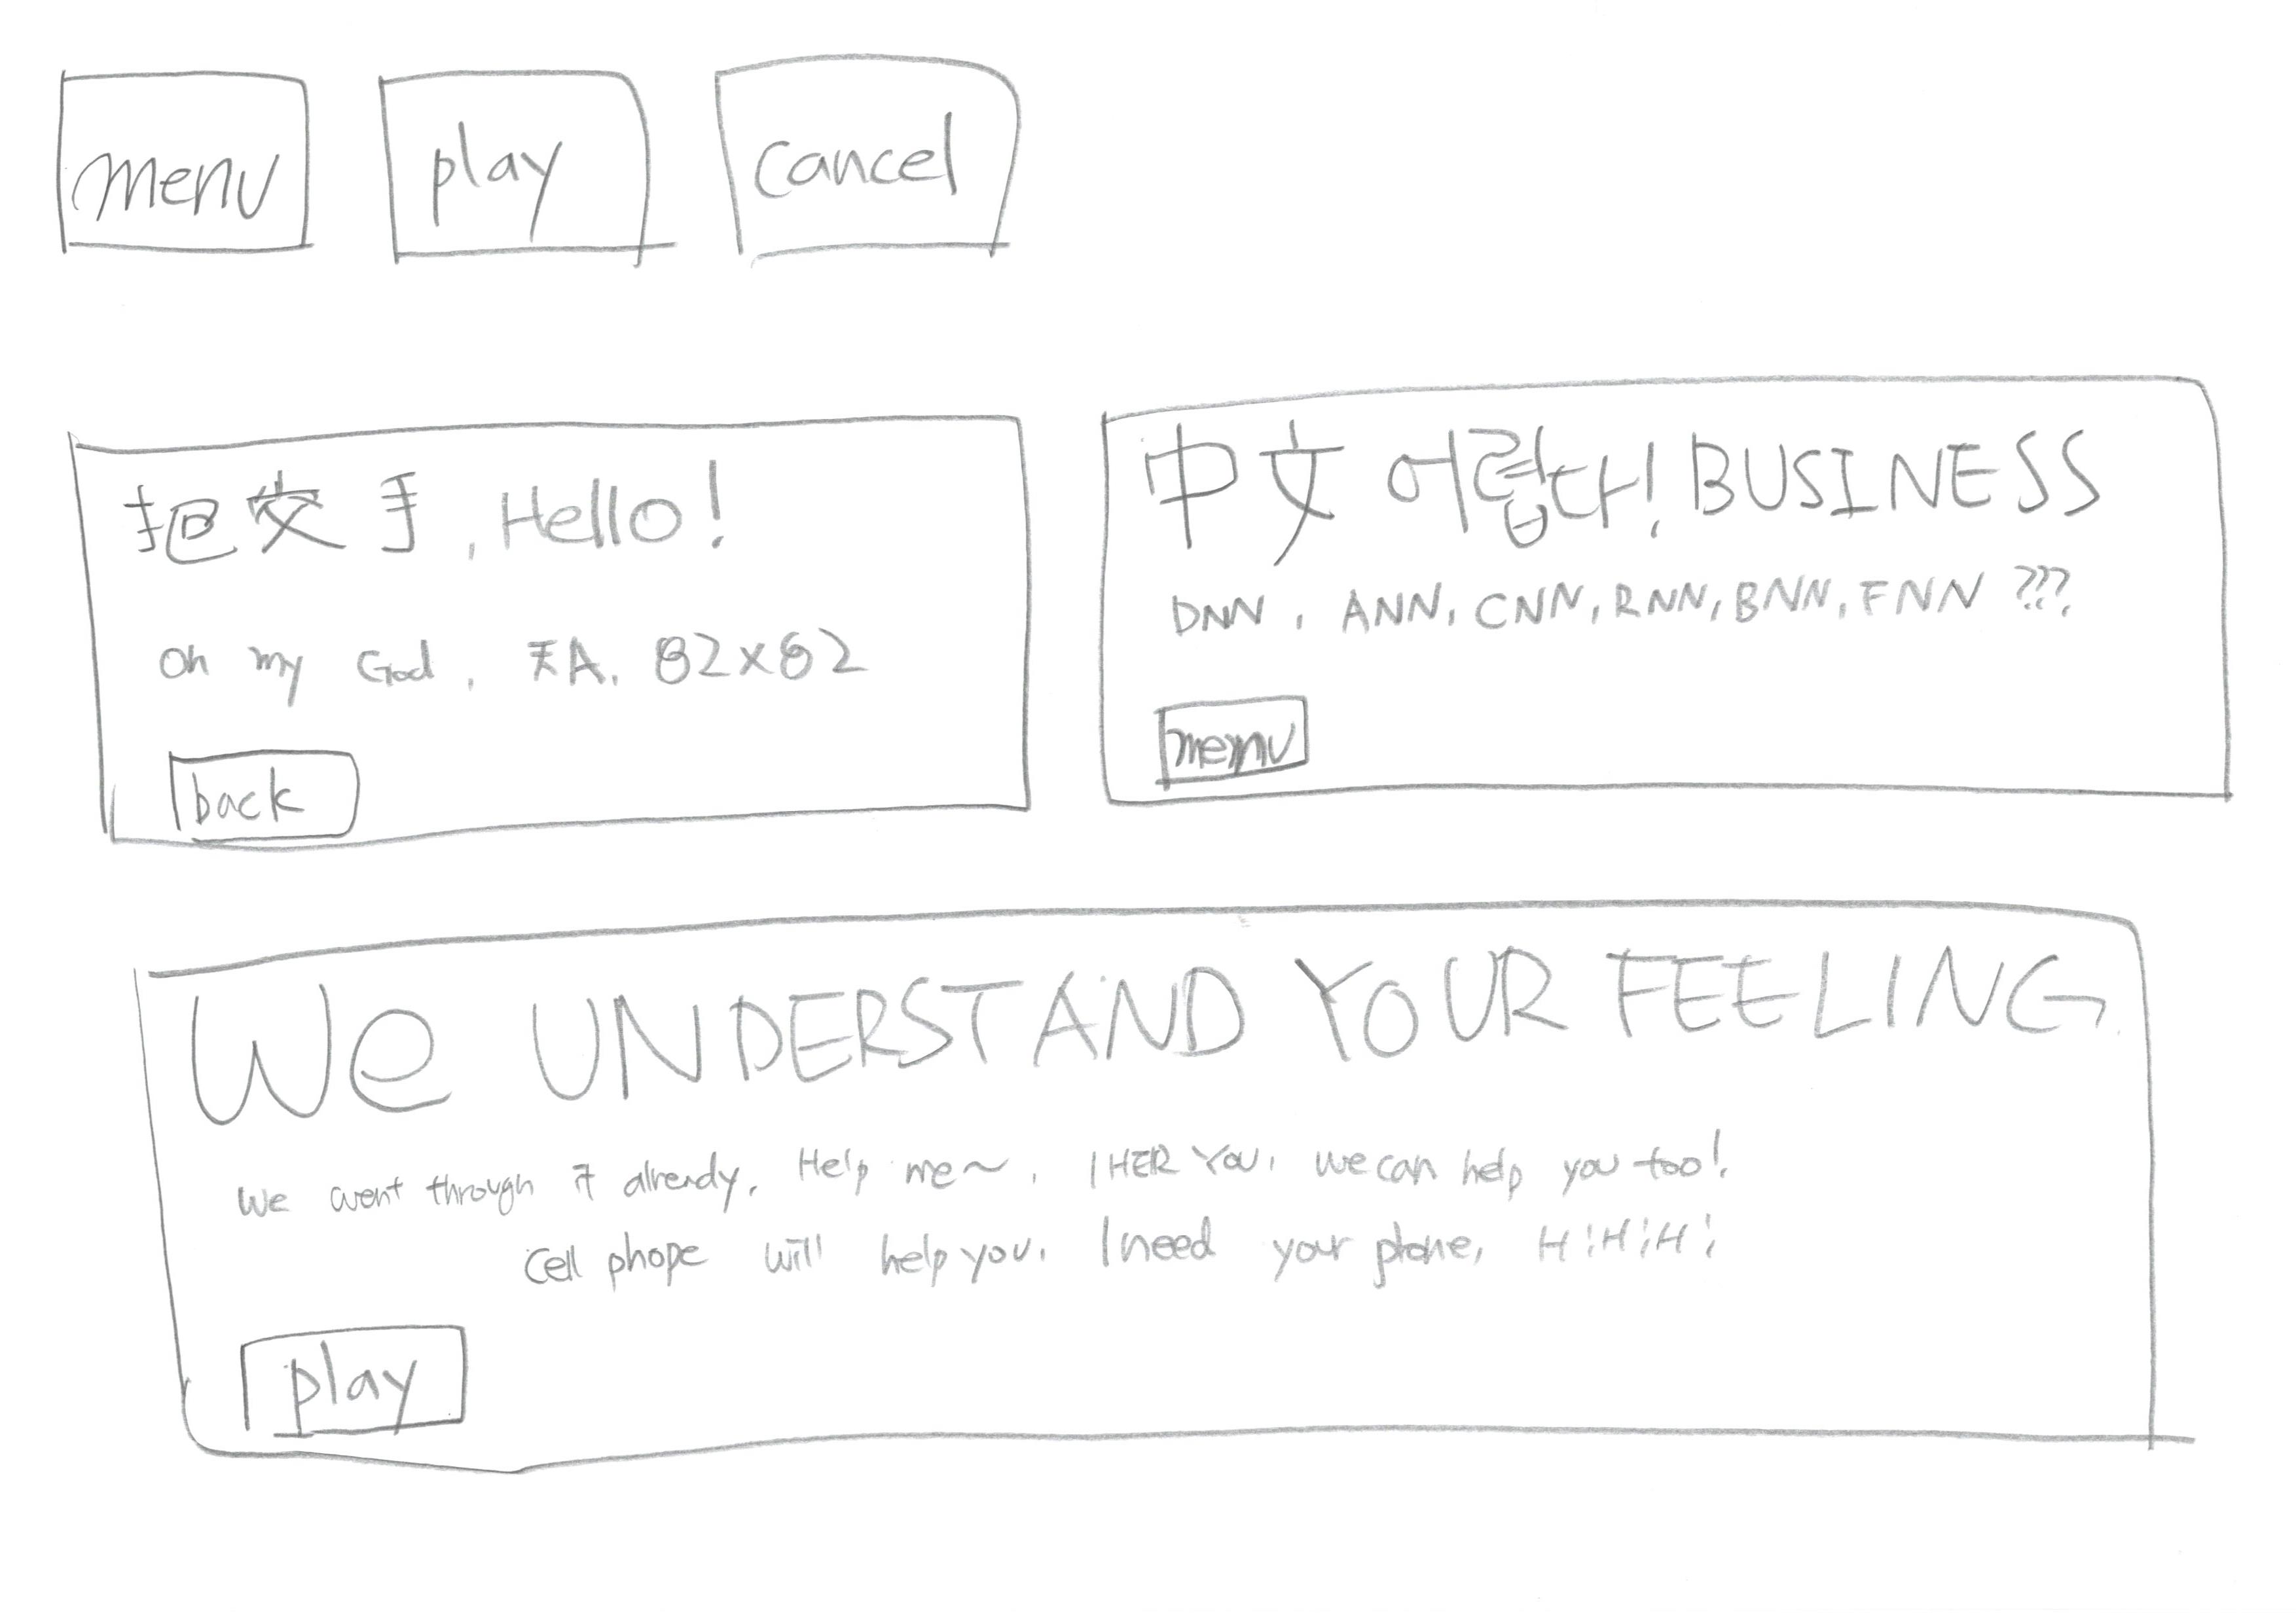 menu
play
cancel
把交手, Hello!
oh my God, 天A. 82x82
back
中文 어렵다! BUSINESS
DNN, ANN, CNN, RNN, BNN, FNN ???
menu
We UNDERSTAND YOUR FEELING.
We went through it already. Help me~. I HER YOU. We can help you too!
Cell phope will help you. I need your phone, HiHiHi
play